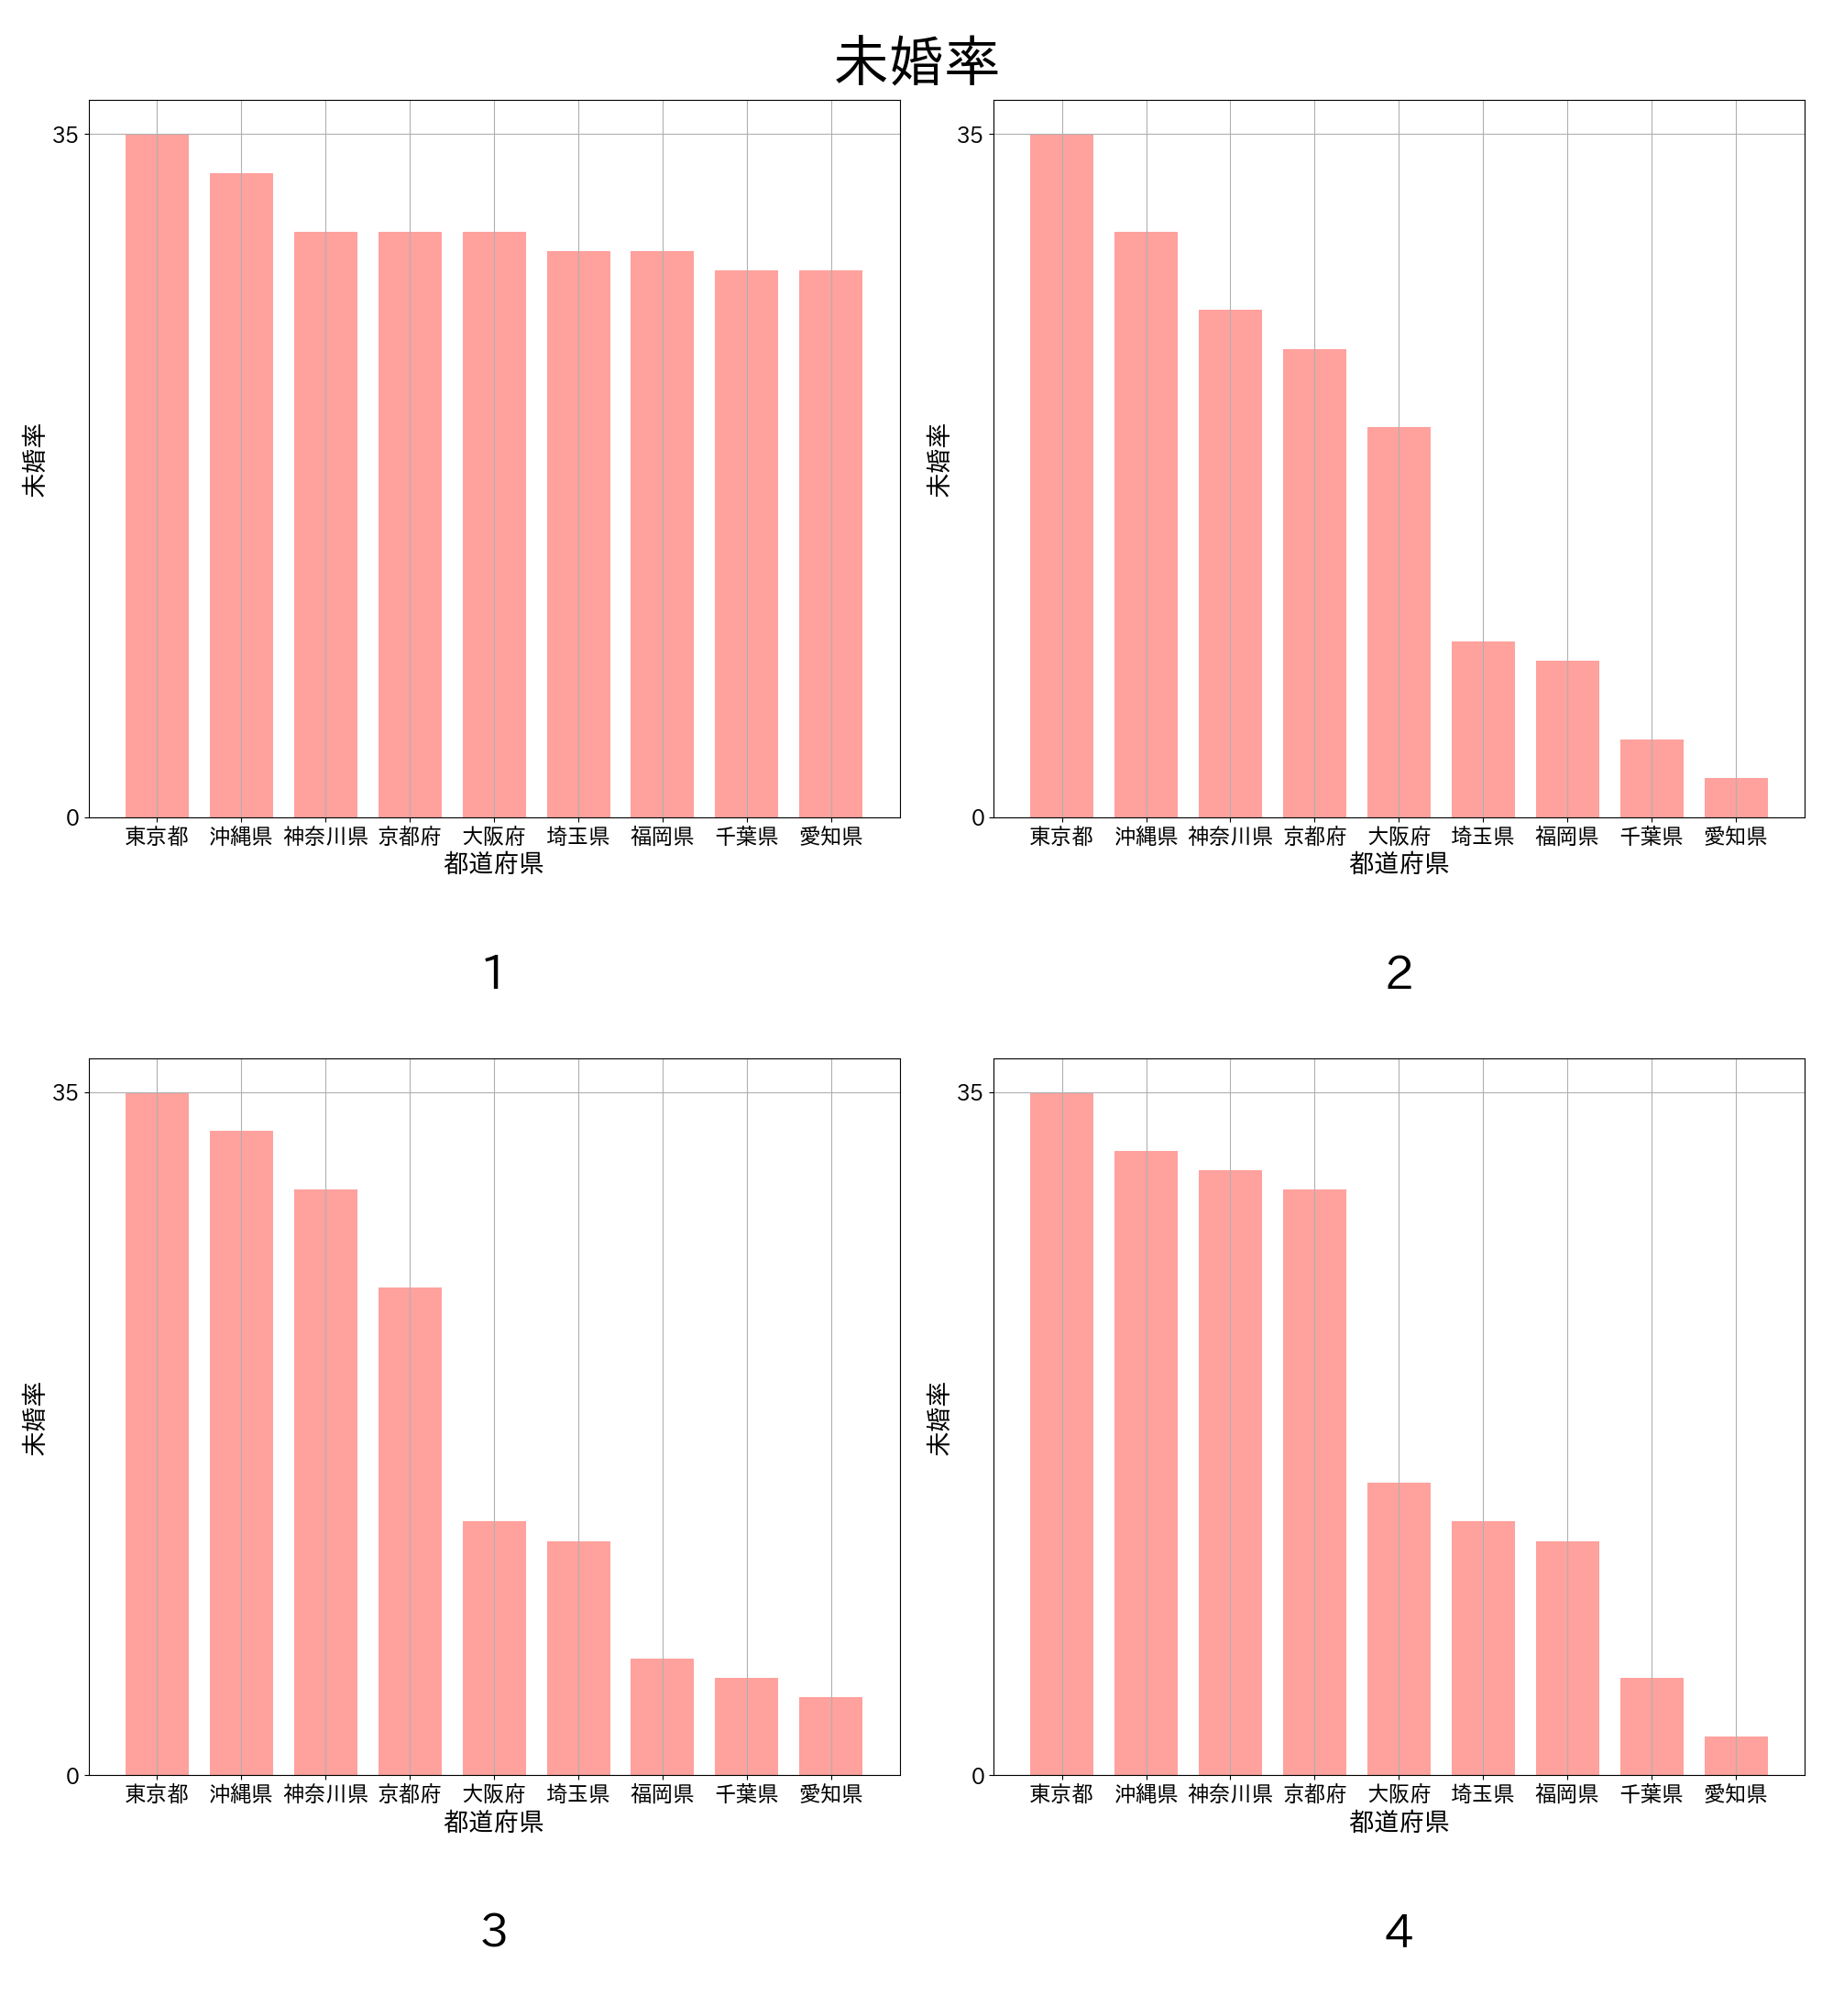 未婚率
35
0
未婚率
東京都 沖縄県 神奈川県 京都府 大阪府 埼玉県 福岡県 千葉県 愛知県
都道府県
1
35
0
未婚率
東京都 沖縄県 神奈川県 京都府 大阪府 埼玉県 福岡県 千葉県 愛知県
都道府県
2
35
0
未婚率
東京都 沖縄県 神奈川県 京都府 大阪府 埼玉県 福岡県 千葉県 愛知県
都道府県
3
35
0
未婚率
東京都 沖縄県 神奈川県 京都府 大阪府 埼玉県 福岡県 千葉県 愛知県
都道府県
4